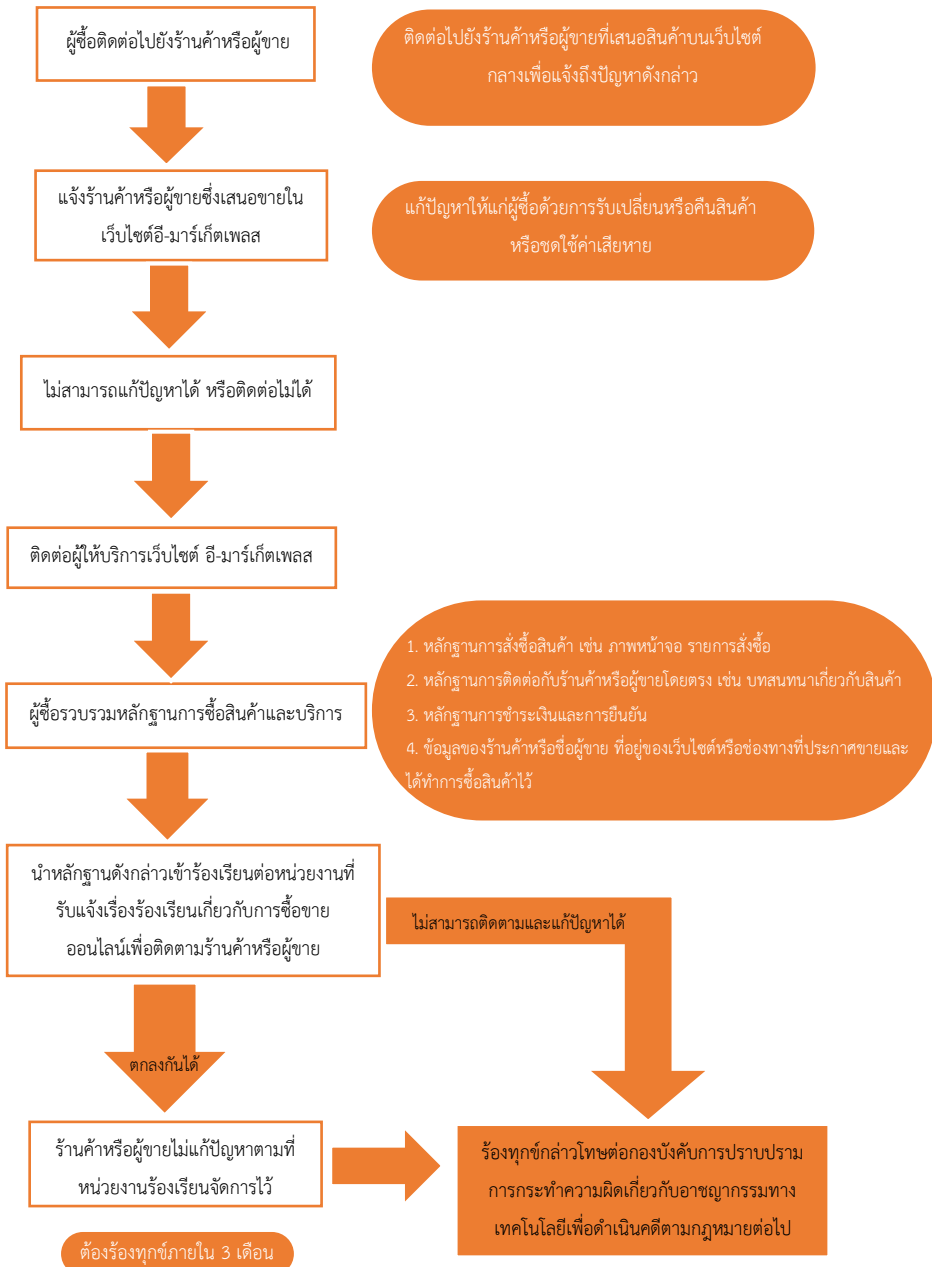 ผู้ซื้อติดต่อไปยังร้านค้าหรือผู้ขาย
ติดต่อไปยังร้านค้าหรือผู้ขายที่เสนอสินค้าบนเว็บไซต์
กลางเพื่อแจ้งถึงปัญหาดังกล่าว
แจ้งร้านค้าหรือผู้ขายซึ่งเสนอขายใน
เว็บไซต์อี-มาร์เก็ตเพลส
แก้ปัญหาให้แก่ผู้ซื้อด้วยการรับเปลี่ยนหรือคืนสินค้า
หรือชดใช้ค่าเสียหาย
ไม่สามารถแก้ปัญหาได้ หรือติดต่อไม่ได้
ติดต่อผู้ให้บริการเว็บไซต์ อี-มาร์เก็ตเพลส
ผู้ซื้อรวบรวมหลักฐานการซื้อสินค้าและบริการ
1. หลักฐานการสั่งซื้อสินค้า เช่น ภาพหน้าจอ รายการสั่งซื้อ
2. หลักฐานการติดต่อกับร้านค้าหรือผู้ขายโดยตรง เช่น บทสนทนาเกี่ยวกับสินค้า
3. หลักฐานการชำระเงินและการยืนยัน
4. ข้อมูลของร้านค้าหรือชื่อผู้ขาย ที่อยู่ของเว็บไซต์หรือช่องทางที่ประกาศขายและ
ได้ทำการซื้อสินค้าไว้
นำหลักฐานดังกล่าวเข้าร้องเรียนต่อหน่วยงานที่
รับแจ้งเรื่องร้องเรียนเกี่ยวกับการซื้อขาย
ออนไลน์เพื่อติดตามร้านค้าหรือผู้ขาย
ไม่สามารถติดตามและแก้ปัญหาได้
ตกลงกันได้
ร้านค้าหรือผู้ขายไม่แก้ปัญหาตามที่
หน่วยงานร้องเรียนจัดการไว้
ร้องทุกข์กล่าวโทษต่อกองบังคับการปราบปราม
การกระทำความผิดเกี่ยวกับอาชญากรรมทาง
เทคโนโลยีเพื่อดำเนินคดีตามกฎหมายต่อไป
ต้องร้องทุกข์ภายใน 3 เดือน